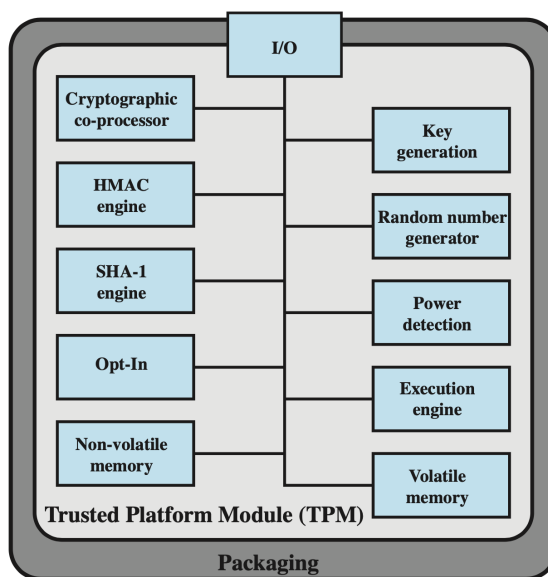 I/O
Cryptographic
co-processor
HMAC
engine
SHA-1
engine
Opt-In
Non-volatile
memory
Key
generation
Random number
generator
Power
detection
Execution
engine
Volatile
memory
Trusted Platform Module (TPM)
Packaging